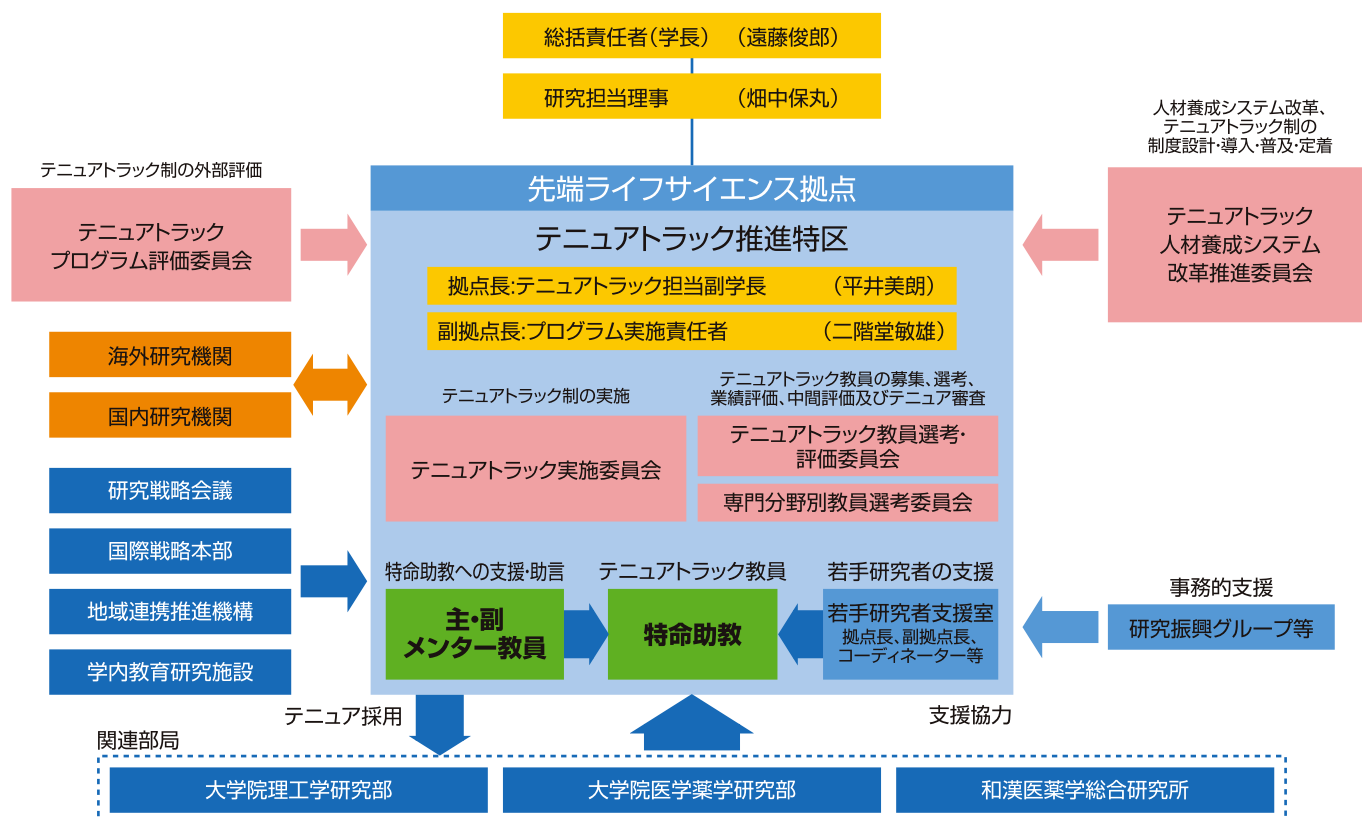 総括責任者(学長) (遠藤俊郎)
研究担当理事 (畑中保丸)
人材養成システム改革、
テニュアトラック制の
制度設計・導入・普及・定着
テニュアトラック
人材養成システム
改革推進委員会
テニュアトラック制の外部評価
テニュアトラック
プログラム評価委員会
先端ライフサイエンス拠点
テニュアトラック推進特区
拠点長:テニュアトラック担当副学長 (平井美朗)
副拠点長:プログラム実施責任者 (二階堂敏雄)
海外研究機関
国内研究機関
テニュアトラック制の実施
テニュアトラック実施委員会
テニュアトラック教員の募集、選考、
業績評価、中間評価及びテニュア審査
テニュアトラック教員選考・
評価委員会
専門分野別教員選考委員会
研究戦略会議
国際戦略本部
地域連携推進機構
学内教育研究施設
特命助教への支援・助言
主・副
メンター教員
テニュアトラック教員
特命助教
若手研究者の支援
若手研究者支援室
拠点長、副拠点長、
コーディネーター等
事務的支援
研究振興グループ等
テニュア採用
支援協力
関連部局
大学院理工学研究部
大学院医学薬学研究部
和漢医薬学総合研究所